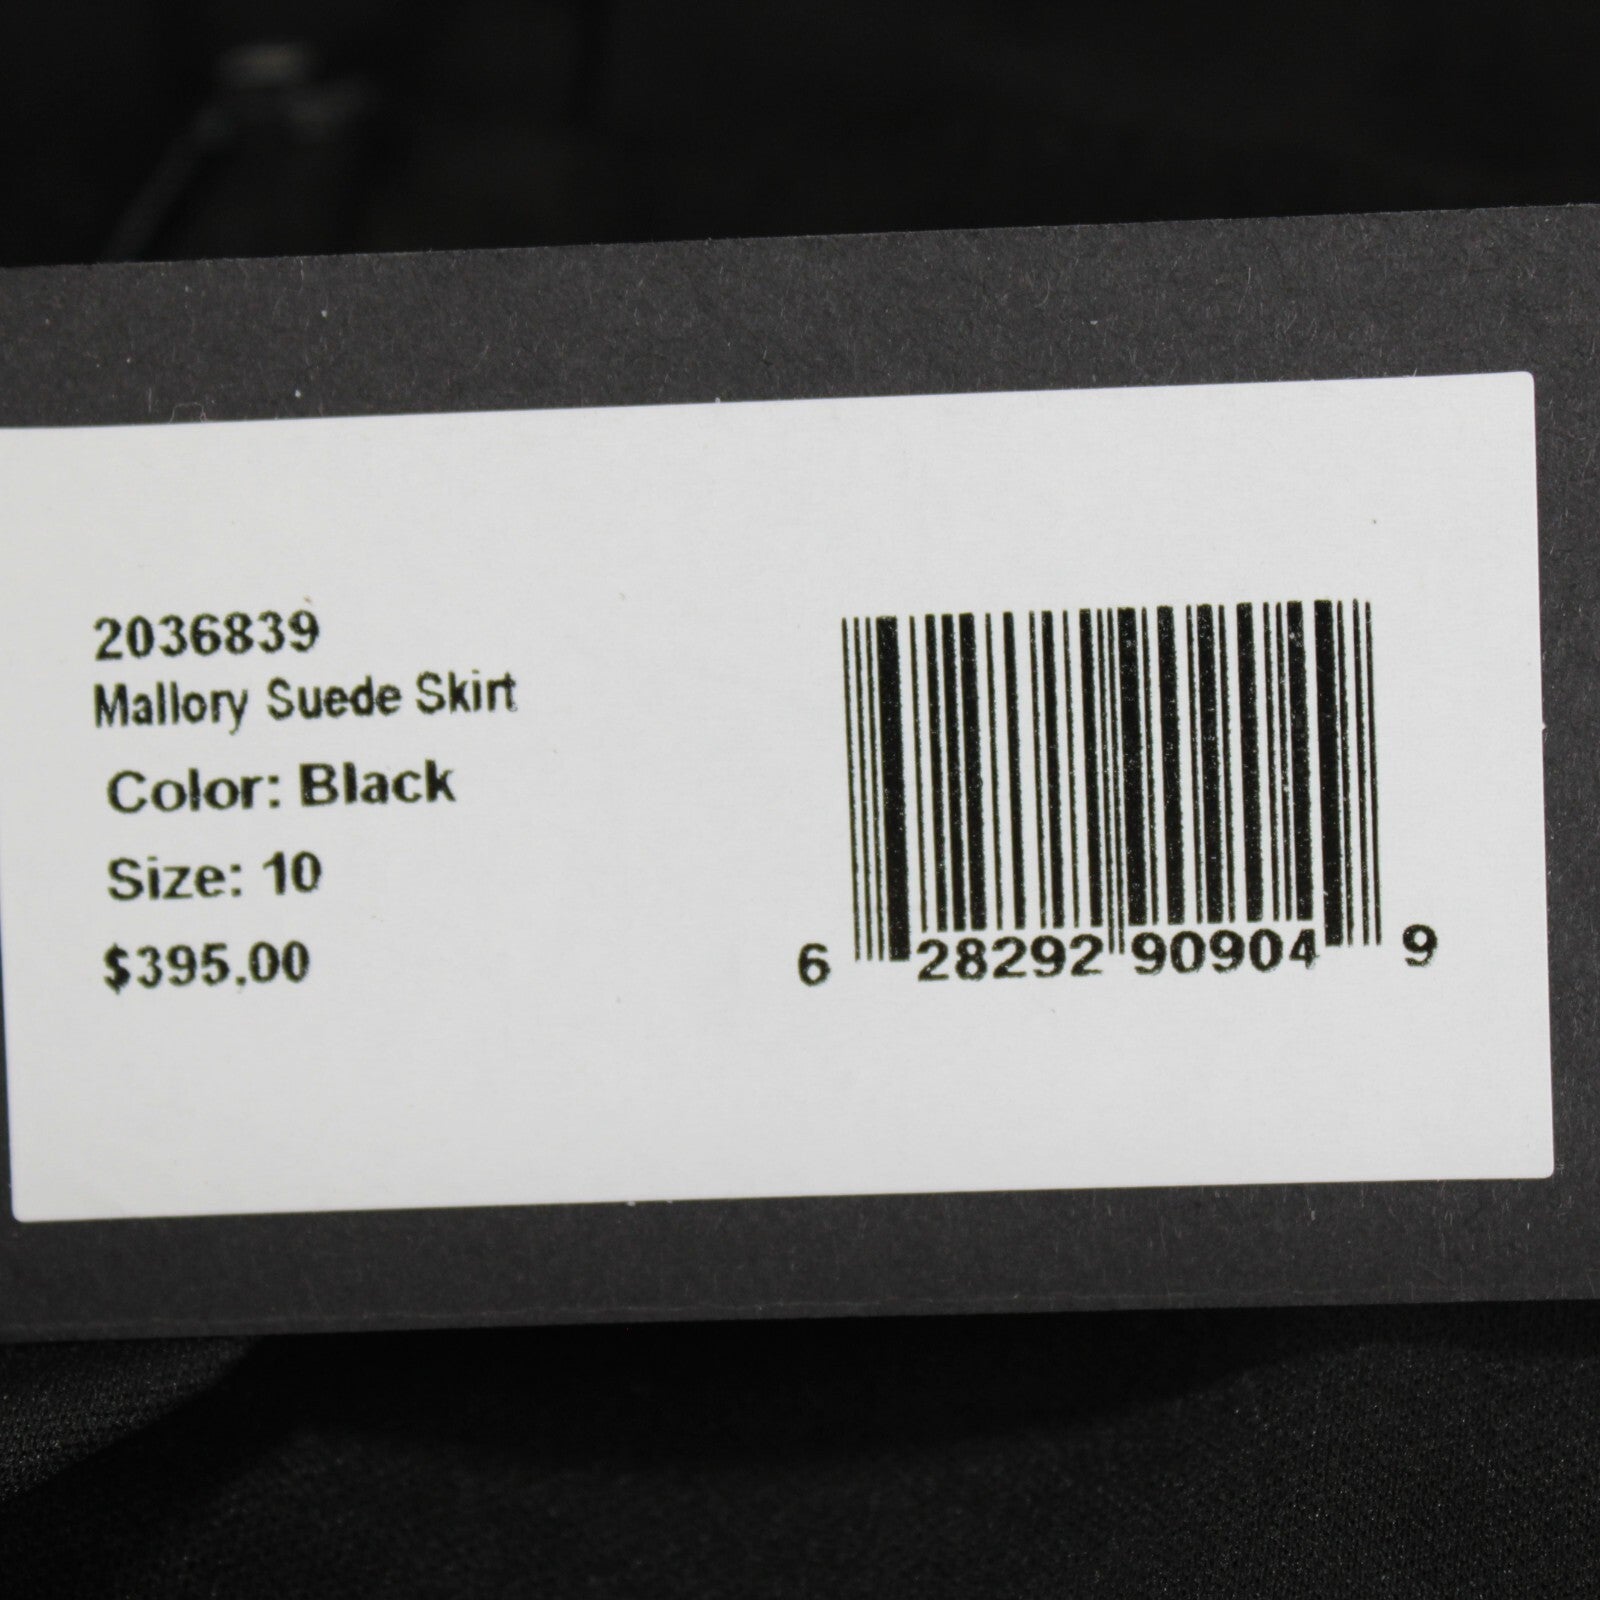 2036839
Mallory Suede Skirt
Color: Black
Size: 10
$395.00
6 28292 90904 9